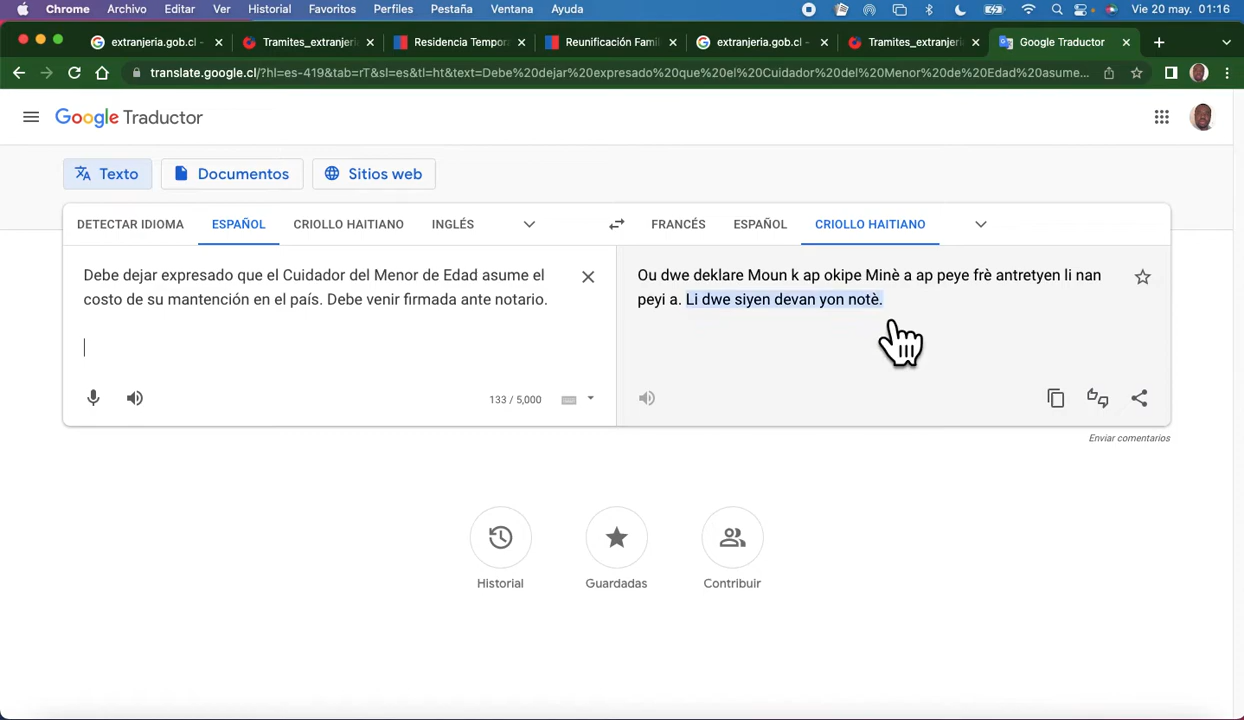 Chrome Archivo Editar Ver Historial Favoritos Perfiles Pestaña Ventana Ayuda Vie 20 may. 01:16
extranjeria.gob.cl - Tramites_extranjeri Residencia Tempor Reunificación Fami extranjeria.gob.cl - Tramites_extranjeri Google Traductor
translate.google.cl/?hl=es-419&tab=rT&sl=es&tl=ht&text=Debe%20dejar%20expresado%20que%20el%20Cuidador%20del%20Menor%20de%20Edad%20asume...
Google Traductor
Texto Documentos Sitios web
DETECTAR IDIOMA ESPAÑOL CRIOLLO HAITIANO INGLÉS FRANCÉS ESPAÑOL CRIOLLO HAITIANO
Debe dejar expresado que el Cuidador del Menor de Edad asume el
costo de su mantención en el país. Debe venir firmada ante notario.
Ou dwe deklare Moun k ap okipe Minè a ap peye frè antretyen li nan
peyi a. Li dwe siyen devan yon notè.
133 / 5,000
Enviar comentarios
Historial Guardadas Contribuir